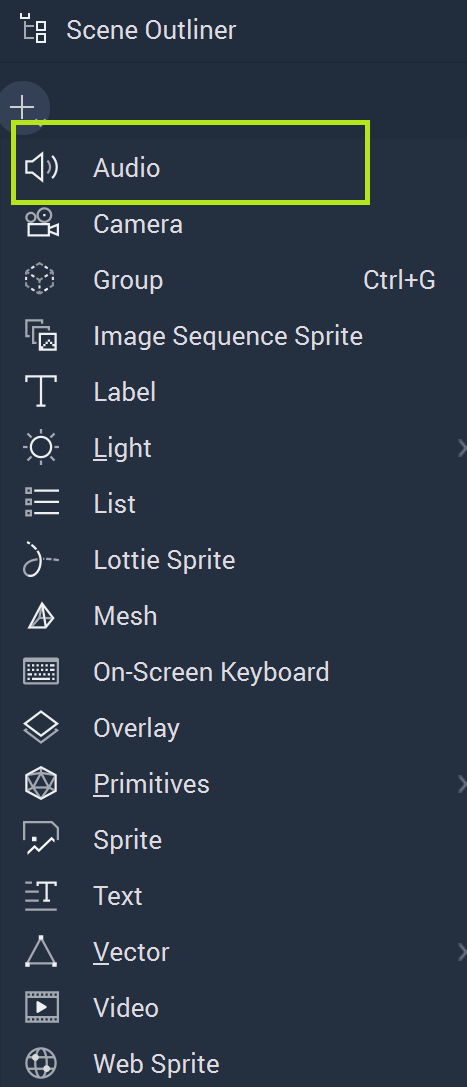 Scene Outliner
Audio
Camera
Group Ctrl+G
Image Sequence Sprite
Label
Light
List
Lottie Sprite
Mesh
On-Screen Keyboard
Overlay
Primitives
Sprite
Text
Vector
Video
Web Sprite